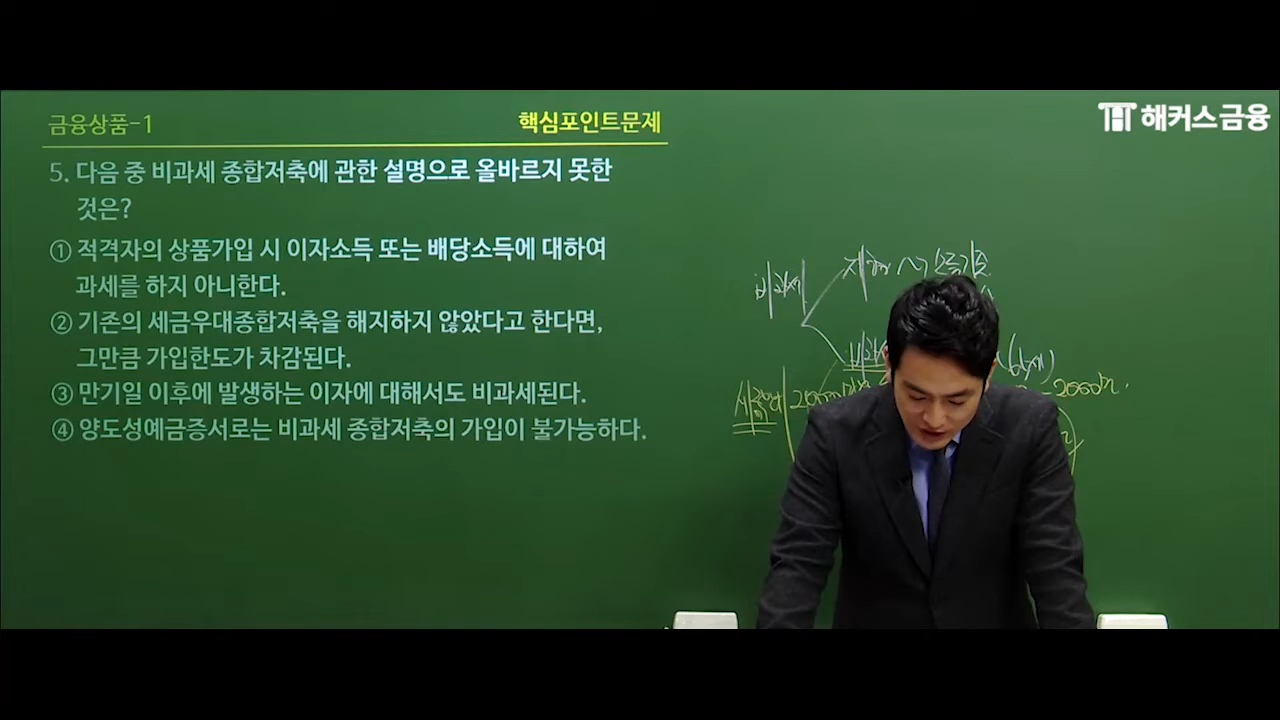 금융상품-1
핵심포인트문제
해커스금융
5. 다음 중 비과세 종합저축에 관한 설명으로 올바르지 못한
것은?
① 적격자의 상품가입 시 이자소득 또는 배당소득에 대하여
과세를 하지 아니한다.
② 기존의 세금우대종합저축을 해지하지 않았다고 한다면,
그만큼 가입한도가 차감된다.
③ 만기일 이후에 발생하는 이자에 대해서도 비과세된다.
④ 양도성예금증서로는 비과세 종합저축의 가입이 불가능하다.
비과세